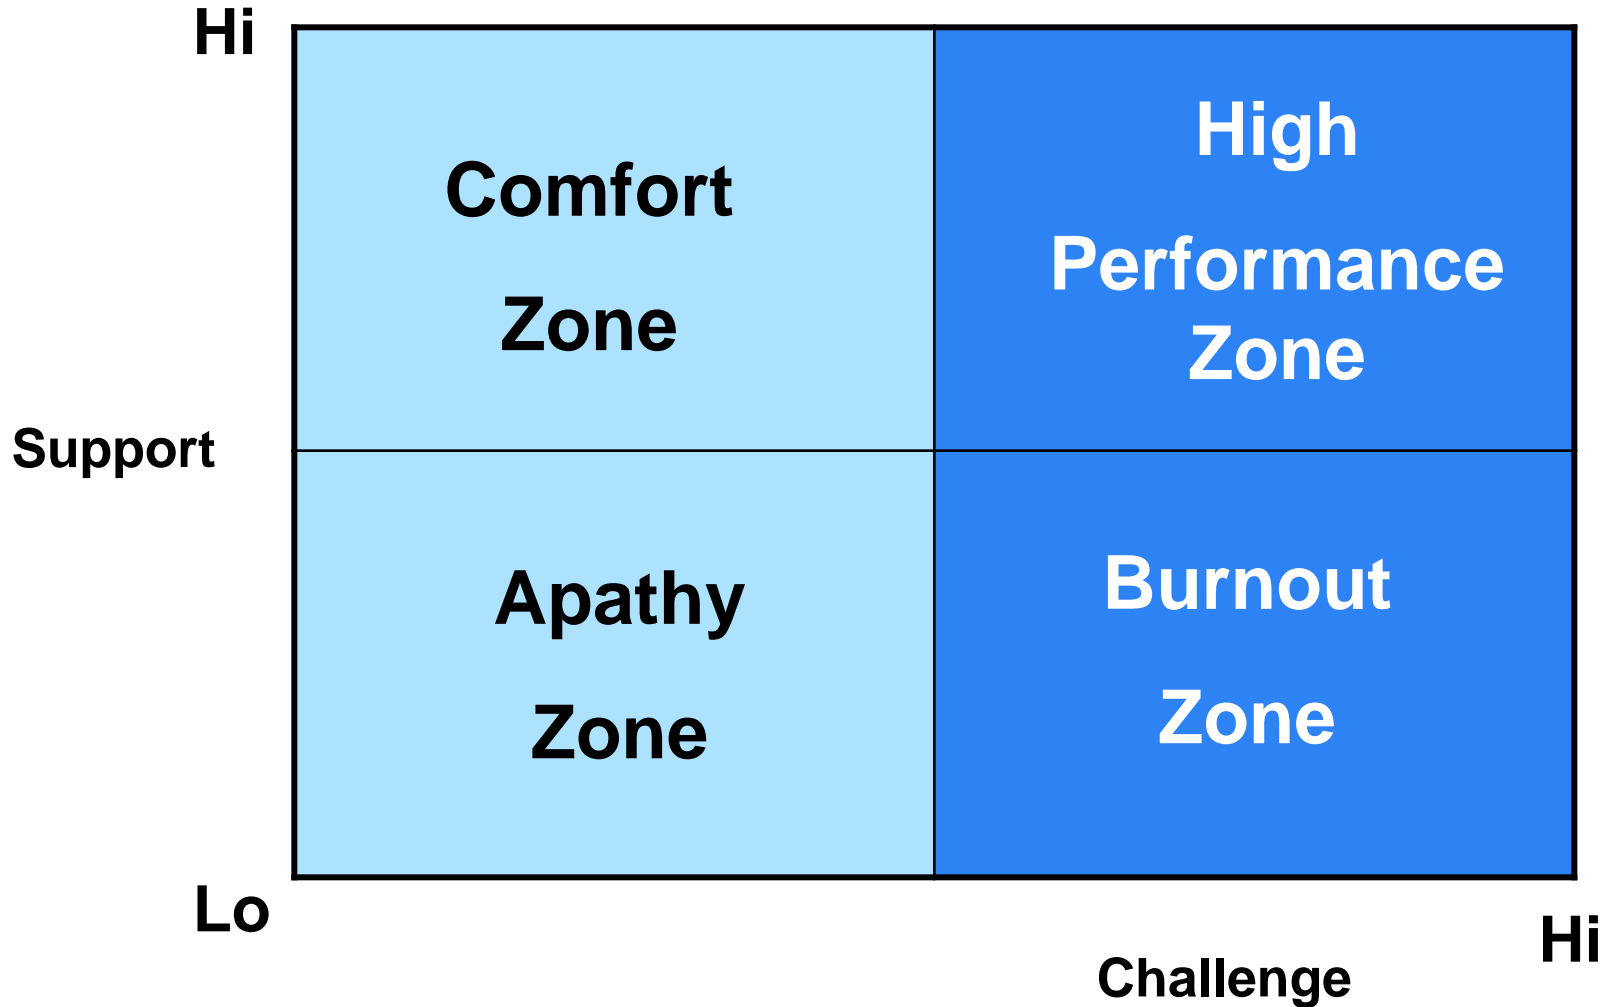 Hi
Comfort
Zone
High
Performance
Zone
Support
Apathy
Zone
Burnout
Zone
Lo
Hi
Challenge